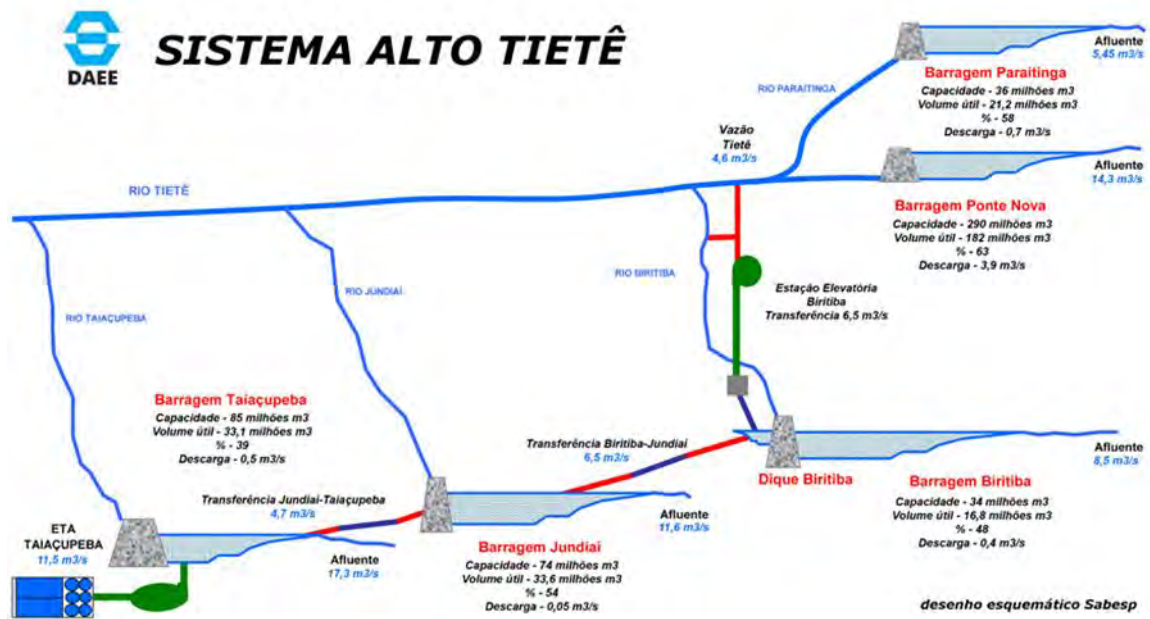 DAEE
SISTEMA ALTO TIETÊ
Afluente
5,45 m3/s
Barragem Paraitinga
Capacidade - 36 milhões m3
Volume útil - 21,2 milhões m3
% - 58
Descarga - 0,7 m3/s
RIO PARAITINGA
Vazão
Tietê
4,6 m3/s
Afluente
14,3 m3/s
RIO TIETÊ
Barragem Ponte Nova
Capacidade - 290 milhões m3
Volume útil - 182 milhões m3
% - 63
Descarga - 3,9 m3/s
RIO BIRITIBA
Estação Elevatória
Biritiba
Transferência 6,5 m3/s
RIO JUNDIAÍ
RIO TAIAÇUPEBA
Barragem Taiaçupeba
Capacidade - 85 milhões m3
Volume útil - 33,1 milhões m3
% - 39
Descarga - 0,5 m3/s
Transferência Biritiba-Jundiaí
6,5 m3/s
Afluente
8,5 m3/s
Dique Biritiba
Barragem Biritiba
Capacidade - 34 milhões m3
Volume útil - 16,8 milhões m3
% - 48
Descarga - 0,4 m3/s
Transferência Jundiaí-Taiaçupeba
4,7 m3/s
Afluente
11,6 m3/s
ETA
TAIAÇUPEBA
11,5 m3/s
Afluente
17,3 m3/s
Barragem Jundiaí
Capacidade - 74 milhões m3
Volume útil - 33,6 milhões m3
% - 54
Descarga - 0,05 m3/s
desenho esquemático Sabesp